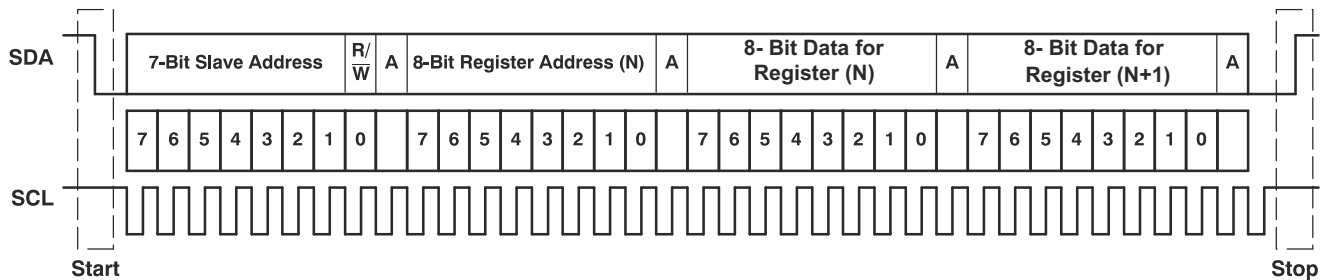 SDA
7-Bit Slave Address R/W̅ A 8-Bit Register Address (N) A 8- Bit Data for Register (N) A 8- Bit Data for Register (N+1) A
7 6 5 4 3 2 1 0 7 6 5 4 3 2 1 0 7 6 5 4 3 2 1 0 7 6 5 4 3 2 1 0
SCL
Start Stop